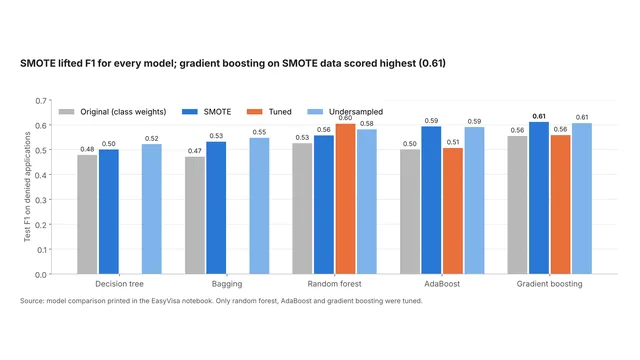 SMOTE lifted F1 for every model; gradient boosting on SMOTE data scored highest (0.61)
Original (class weights) SMOTE Tuned Undersampled
Test F1 on denied applications
0.7
0.6
0.5
0.4
0.3
0.2
0.1
0.0
0.48 0.50 0.52
0.47 0.53 0.55
0.53 0.56 0.60 0.58
0.50 0.59 0.51 0.59
0.56 0.61 0.56 0.61
Decision tree Bagging Random forest AdaBoost Gradient boosting
Source: model comparison printed in the EasyVisa notebook. Only random forest, AdaBoost and gradient boosting were tuned.